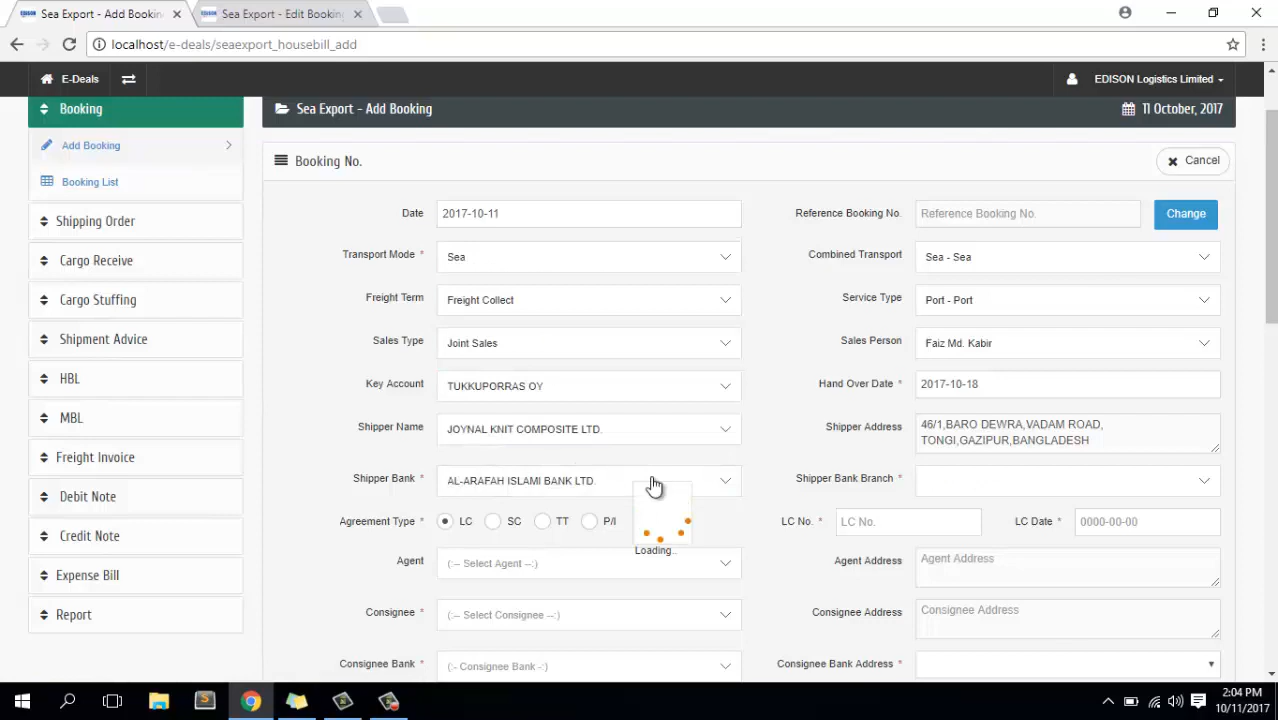 Sea Export - Add Bookin
Sea Export - Edit Booking
localhost/e-deals/seaexport_housebill_add
E-Deals
EDISON Logistics Limited
Booking
Sea Export - Add Booking
11 October, 2017
Add Booking
Booking List
Shipping Order
Cargo Receive
Cargo Stuffing
Shipment Advice
HBL
MBL
Freight Invoice
Debit Note
Credit Note
Expense Bill
Report
Booking No.
Cancel
Date
2017-10-11
Reference Booking No.
Reference Booking No.
Change
Transport Mode *
Sea
Combined Transport
Sea - Sea
Freight Term
Freight Collect
Service Type
Port - Port
Sales Type
Joint Sales
Sales Person
Faiz Md. Kabir
Key Account
TUKKUPORRAS OY
Hand Over Date *
2017-10-18
Shipper Name
JOYNAL KNIT COMPOSITE LTD.
Shipper Address
46/1,BARO DEWRA,VADAM ROAD,
TONGI,GAZIPUR,BANGLADESH
Shipper Bank *
AL-ARAFAH ISLAMI BANK LTD.
Shipper Bank Branch *
Agreement Type *
LC
SC
TT
P/I
LC No. *
LC No.
LC Date *
0000-00-00
Loading..
Agent
(:-- Select Agent --:)
Agent Address
Agent Address
Consignee *
(:-- Select Consignee --:)
Consignee Address
Consignee Address
Consignee Bank *
(:- Consignee Bank -:)
Consignee Bank Address *
2:04 PM
10/11/2017